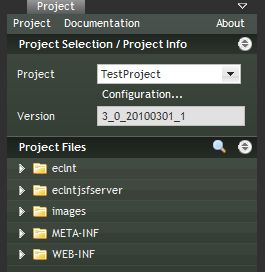 Project
Project Documentation About
Project Selection / Project Info
Project TestProject
Configuration...
Version 3_0_20100301_1
Project Files
eclnt
eclntjsfserver
images
META-INF
WEB-INF